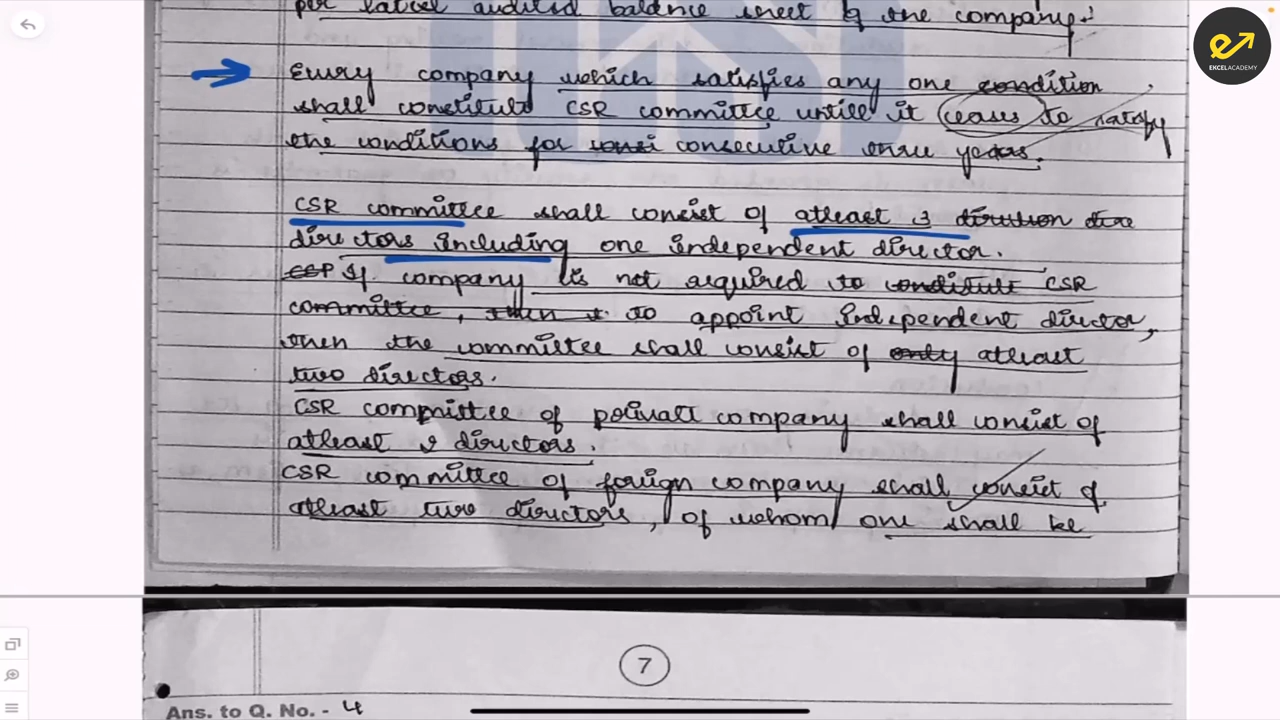 per latest audited balance sheet of the company.
EXCELACADEMY
Every company which satisfies any one condition
shall constitute CSR committee untill it ceases to satisfy
the conditions for consecutive three years.
CSR committee shall consist of atleast 3
directors including one independent director.
If company is not required to constitute CSR
committee, then to appoint independent director,
then the committee shall consist of only atleast
two directors.
CSR committee of private company shall consist of
atleast 2 directors.
CSR committee of foreign company shall consist of
atleast two directors, of whom one shall be
7
Ans. to Q. No. - 4